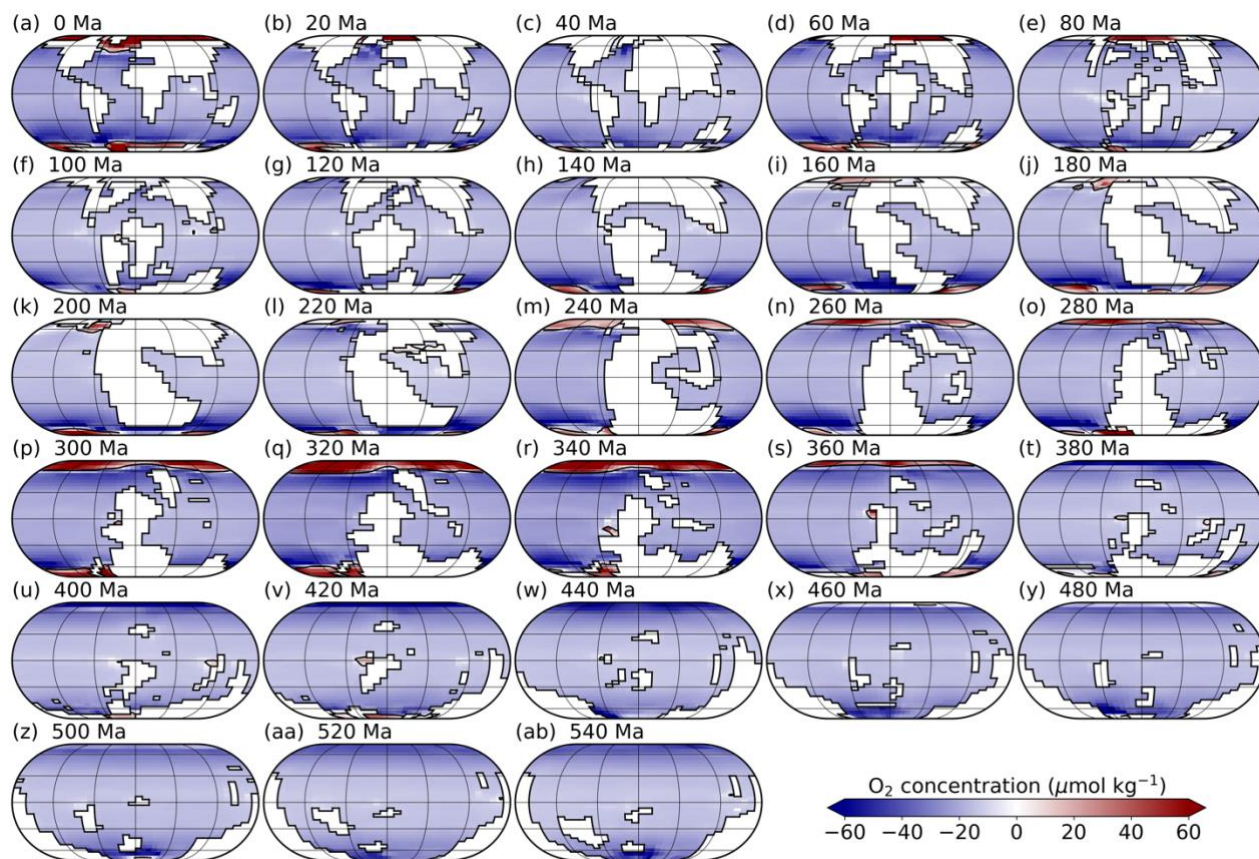 (a) 0 Ma (b) 20 Ma (c) 40 Ma (d) 60 Ma (e) 80 Ma
(f) 100 Ma (g) 120 Ma (h) 140 Ma (i) 160 Ma (j) 180 Ma
(k) 200 Ma (l) 220 Ma (m) 240 Ma (n) 260 Ma (o) 280 Ma
(p) 300 Ma (q) 320 Ma (r) 340 Ma (s) 360 Ma (t) 380 Ma
(u) 400 Ma (v) 420 Ma (w) 440 Ma (x) 460 Ma (y) 480 Ma
(z) 500 Ma (aa) 520 Ma (ab) 540 Ma
O₂ concentration (μmol kg⁻¹)
−60 −40 −20 0 20 40 60